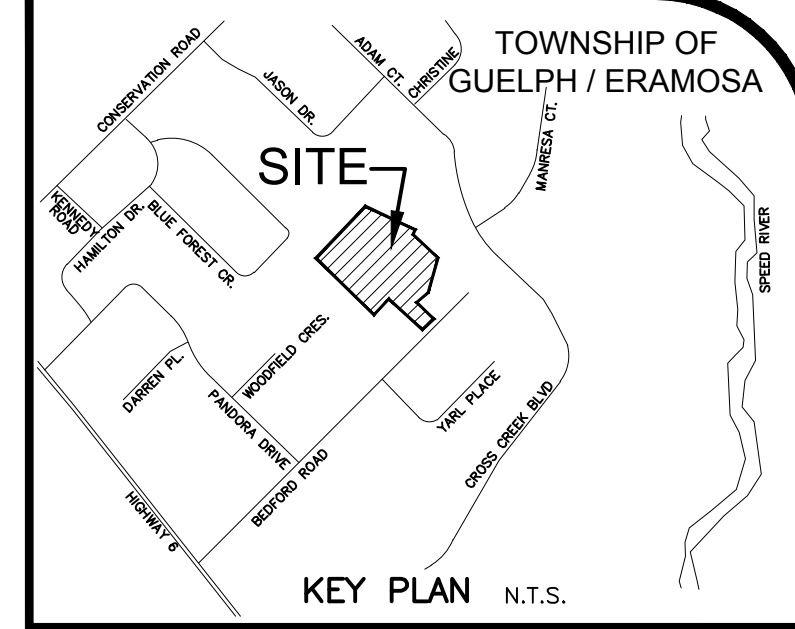 TOWNSHIP OF
GUELPH / ERAMOSA
CONSERVATION ROAD
ADAM CT.
CHRISTINE
JASON DR.
MANRESA CT.
SITE
KENNEDY
ROAD
HAMILTON DR.
BLUE FOREST CR.
SPEED RIVER
DARREN PL.
WOODFIELD CRES.
PANDORA DRIVE
YARL PLACE
CROSS CREEK BLVD
BEDFORD ROAD
HIGHWAY 6
KEY PLAN N.T.S.